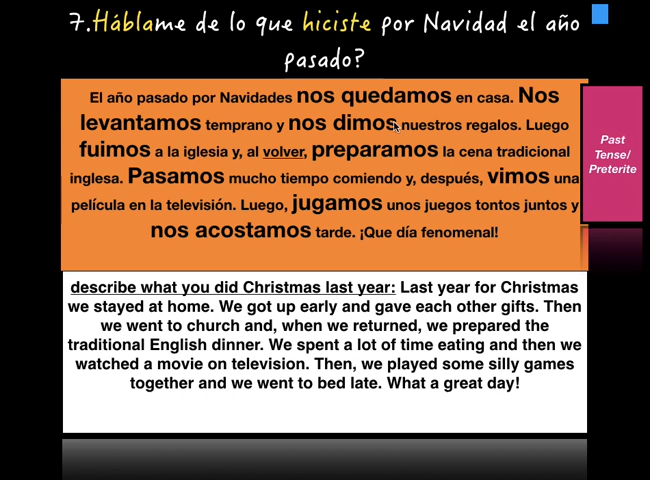 7.Háblame de lo que hiciste por Navidad el año
pasado?
El año pasado por Navidades nos quedamos en casa. Nos
levantamos temprano y nos dimos nuestros regalos. Luego
fuimos a la iglesia y, al volver, preparamos la cena tradicional
inglesa. Pasamos mucho tiempo comiendo y, después, vimos una
película en la televisión. Luego, jugamos unos juegos tontos juntos y
nos acostamos tarde. ¡Que día fenomenal!
Past
Tense/
Preterite
describe what you did Christmas last year: Last year for Christmas
we stayed at home. We got up early and gave each other gifts. Then
we went to church and, when we returned, we prepared the
traditional English dinner. We spent a lot of time eating and then we
watched a movie on television. Then, we played some silly games
together and we went to bed late. What a great day!